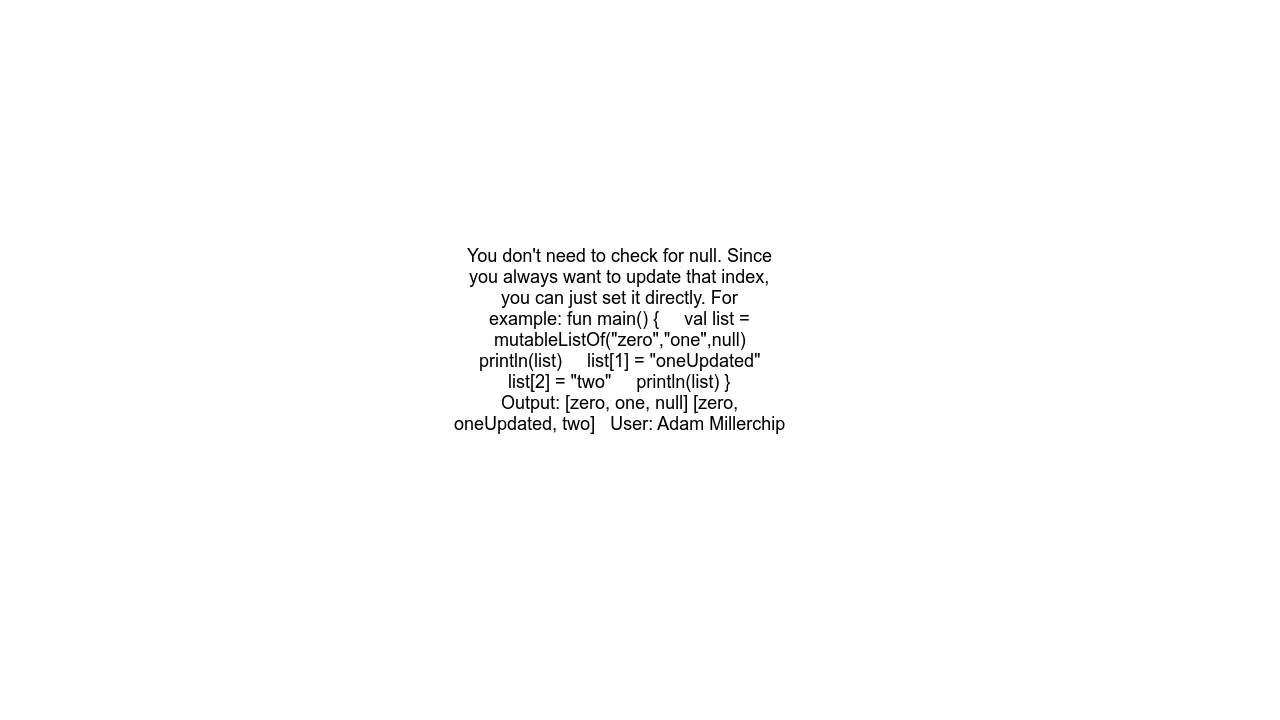 You don't need to check for null. Since
you always want to update that index,
you can just set it directly. For
example: fun main() {     val list =
mutableListOf("zero","one",null)
println(list)     list[1] = "oneUpdated"
list[2] = "two"     println(list) }
Output: [zero, one, null] [zero,
oneUpdated, two]   User: Adam Millerchip